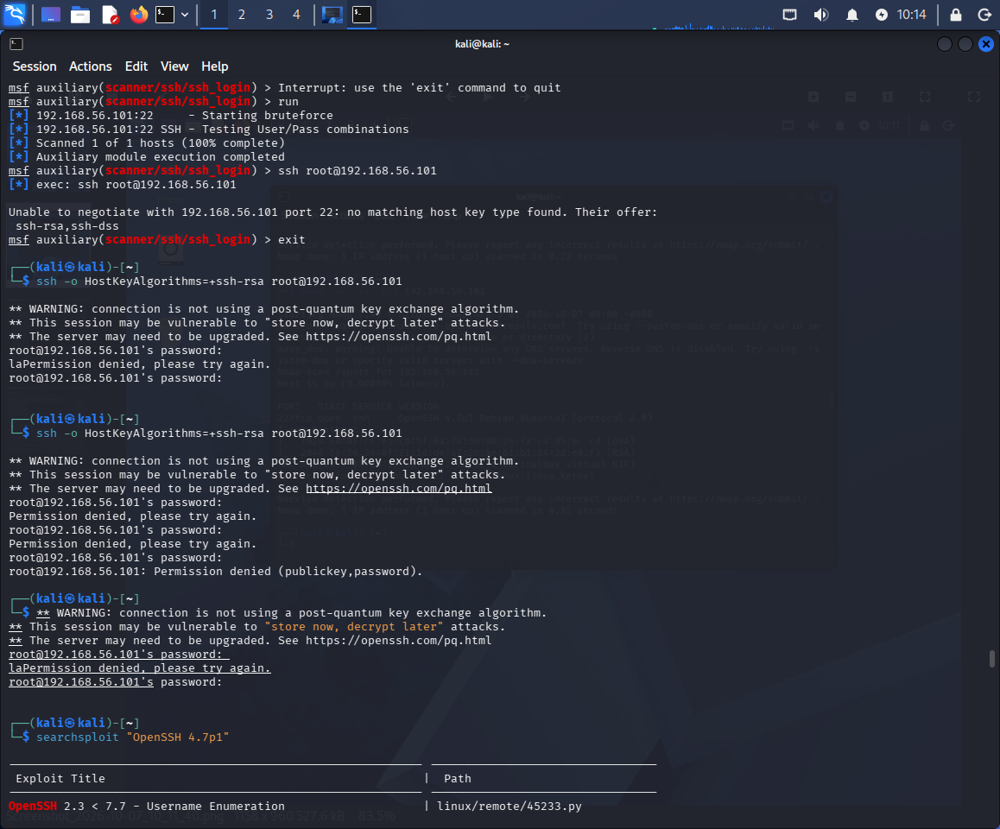 1 2 3 4 10:14
kali@kali: ~
Session Actions Edit View Help
msf auxiliary(scanner/ssh/ssh_login) > Interrupt: use the 'exit' command to quit
msf auxiliary(scanner/ssh/ssh_login) > run
[*] 192.168.56.101:22     - Starting bruteforce
[*] 192.168.56.101:22 SSH - Testing User/Pass combinations
[*] Scanned 1 of 1 hosts (100% complete)
[*] Auxiliary module execution completed
msf auxiliary(scanner/ssh/ssh_login) > ssh root@192.168.56.101
[*] exec: ssh root@192.168.56.101
Unable to negotiate with 192.168.56.101 port 22: no matching host key type found. Their offer:
 ssh-rsa,ssh-dss
msf auxiliary(scanner/ssh/ssh_login) > exit
┌──(kali㉿kali)-[~]
└─$ ssh -o HostKeyAlgorithms=+ssh-rsa root@192.168.56.101
** WARNING: connection is not using a post-quantum key exchange algorithm.
** This session may be vulnerable to "store now, decrypt later" attacks.
** The server may need to be upgraded. See https://openssh.com/pq.html
root@192.168.56.101's password:
laPermission denied, please try again.
root@192.168.56.101's password:
┌──(kali㉿kali)-[~]
└─$ ssh -o HostKeyAlgorithms=+ssh-rsa root@192.168.56.101
** WARNING: connection is not using a post-quantum key exchange algorithm.
** This session may be vulnerable to "store now, decrypt later" attacks.
** The server may need to be upgraded. See https://openssh.com/pq.html
root@192.168.56.101's password:
Permission denied, please try again.
root@192.168.56.101's password:
Permission denied, please try again.
root@192.168.56.101's password:
root@192.168.56.101: Permission denied (publickey,password).
┌──(kali㉿kali)-[~]
└─$ ** WARNING: connection is not using a post-quantum key exchange algorithm.
** This session may be vulnerable to "store now, decrypt later" attacks.
** The server may need to be upgraded. See https://openssh.com/pq.html
root@192.168.56.101's password:
laPermission denied, please try again.
root@192.168.56.101's password:
┌──(kali㉿kali)-[~]
└─$ searchsploit "OpenSSH 4.7p1"
Exploit Title | Path
OpenSSH 2.3 < 7.7 - Username Enumeration | linux/remote/45233.py
Screenshot_2026-10-07_10_11_40.png 1158 x 960 527.6 kB 83.5%